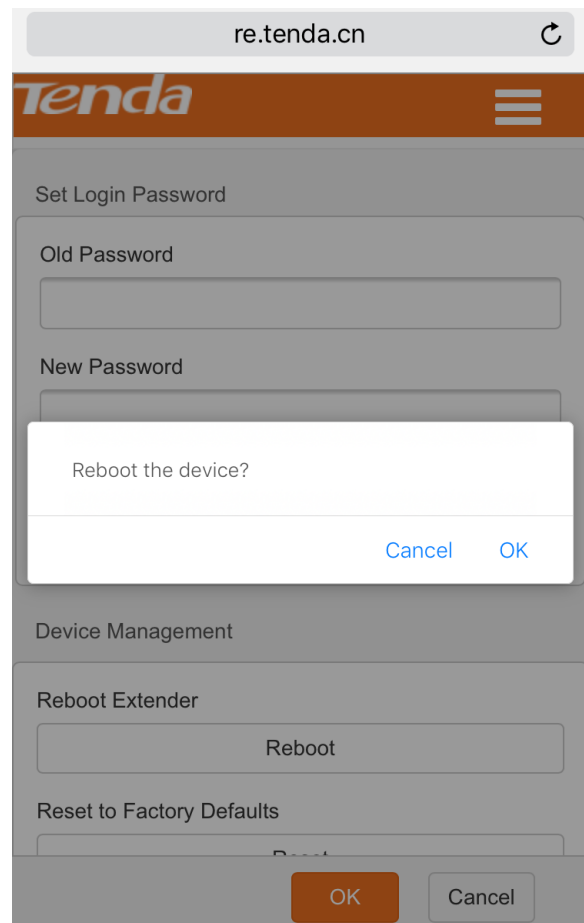 re.tenda.cn
Tenda
Set Login Password
Old Password
New Password
Reboot the device?
Cancel OK
Device Management
Reboot Extender
Reboot
Reset to Factory Defaults
Reset
OK Cancel